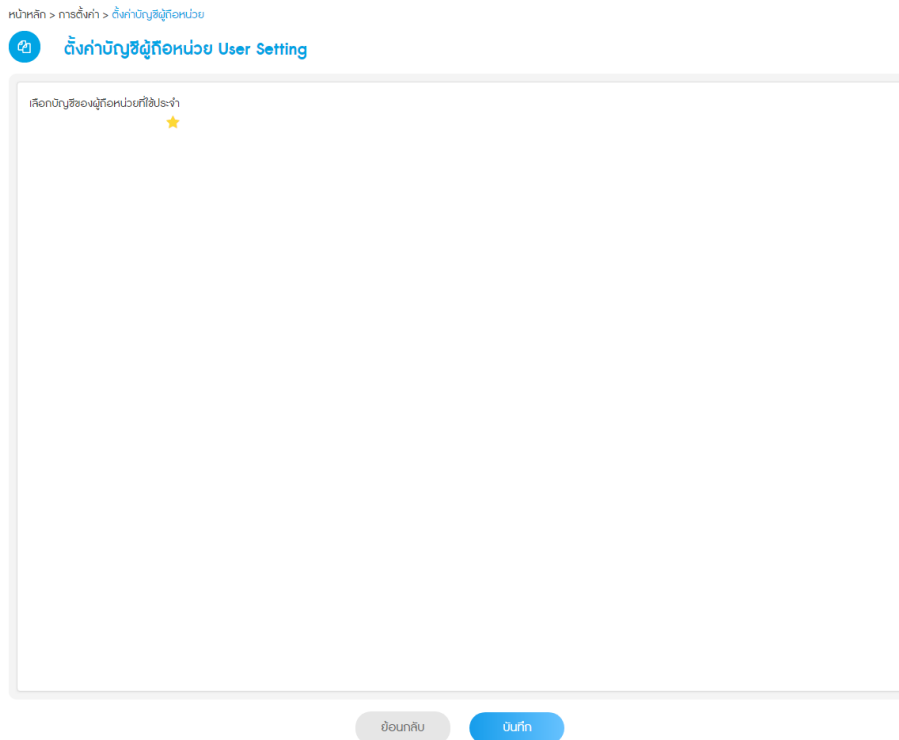 หน้าหลัก > การตั้งค่า > ตั้งค่าบัญชีผู้ถือหน่วย
ตั้งค่าบัญชีผู้ถือหน่วย User Setting
เลือกบัญชีของผู้ถือหน่วยที่ใช้ประจำ
ย้อนกลับ
บันทึก